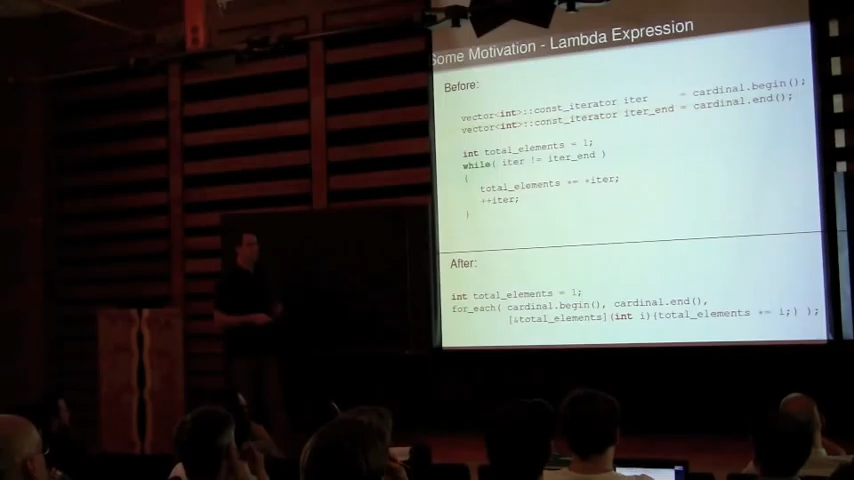 Some Motivation - Lambda Expression
Before:
vector<int>::const_iterator iter = cardinal.begin();
vector<int>::const_iterator iter_end = cardinal.end();
int total_elements = 1;
while( iter != iter_end )
{
total_elements *= *iter;
++iter;
}
After:
int total_elements = 1;
for_each( cardinal.begin(), cardinal.end(),
[&total_elements](int i){total_elements *= i;} );